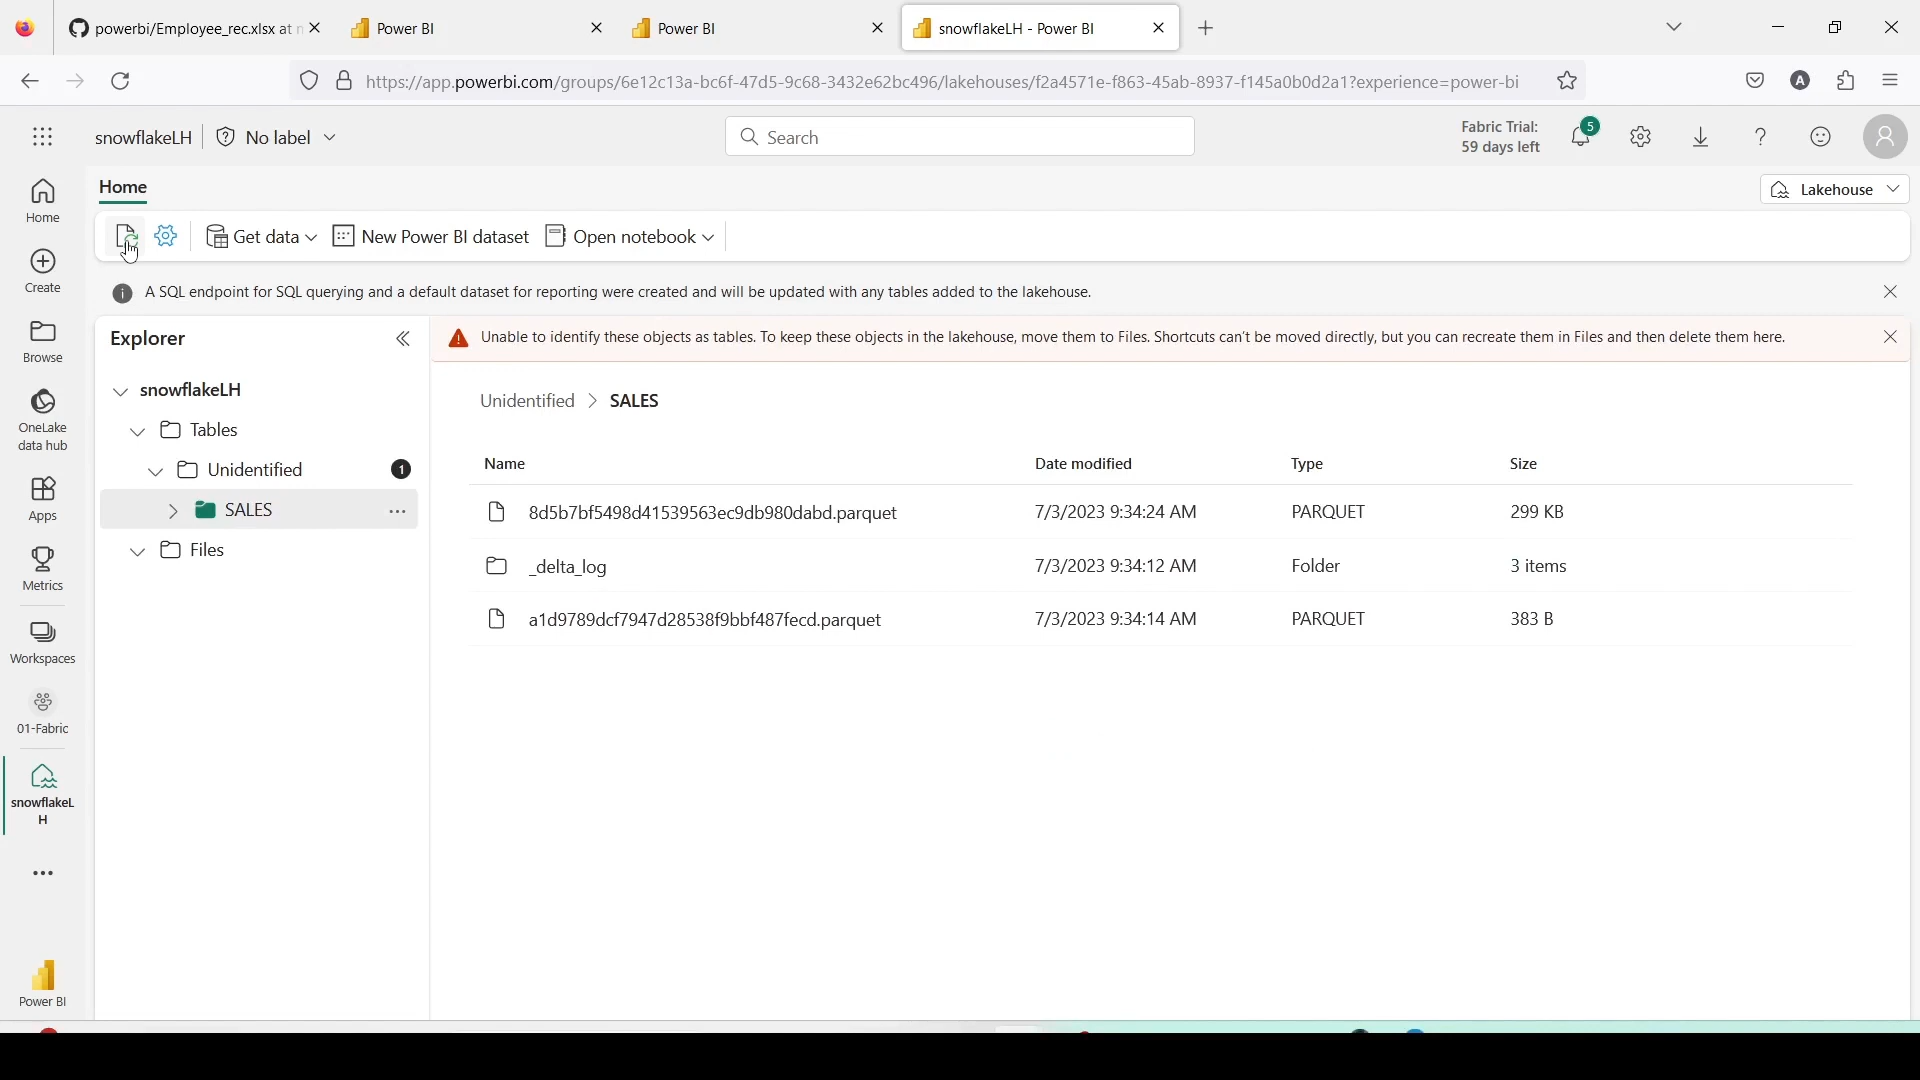 powerbi/Employee_rec.xlsx at
Power BI
Power BI
snowflakeLH - Power BI
https://app.powerbi.com/groups/6e12c13a-bc6f-47d5-9c68-3432e62bc496/lakehouses/f2a4571e-f863-45ab-8937-f145a0b0d2a1?experience=power-bi
A
snowflakeLH
No label
Search
Fabric Trial:
59 days left
5
?
Home
Lakehouse
Get data
New Power BI dataset
Open notebook
A SQL endpoint for SQL querying and a default dataset for reporting were created and will be updated with any tables added to the lakehouse.
Home
Create
Browse
OneLake
data hub
Apps
Metrics
Workspaces
01-Fabric
snowflakeL
H
Power BI
Explorer
snowflakeLH
Tables
Unidentified
1
SALES
Files
Unable to identify these objects as tables. To keep these objects in the lakehouse, move them to Files. Shortcuts can't be moved directly, but you can recreate them in Files and then delete them here.
Unidentified > SALES
Name Date modified Type Size
8d5b7bf5498d41539563ec9db980dabd.parquet 7/3/2023 9:34:24 AM PARQUET 299 KB
_delta_log 7/3/2023 9:34:12 AM Folder 3 items
a1d9789dcf7947d28538f9bbf487fecd.parquet 7/3/2023 9:34:14 AM PARQUET 383 B